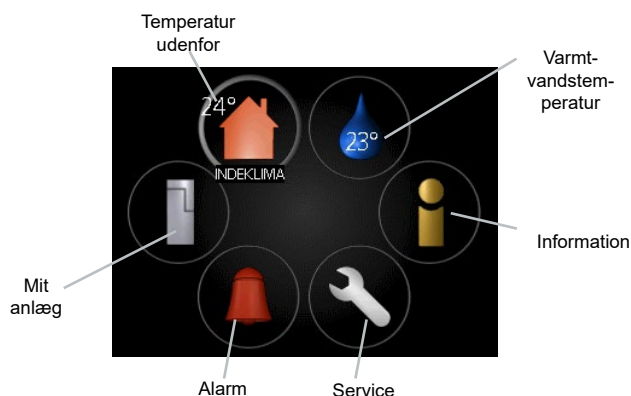 Temperatur
udenfor
Varmt-
vandstem-
peratur
24°
23°
INDEKLIMA
Information
Mit
anlæg
Alarm
Service